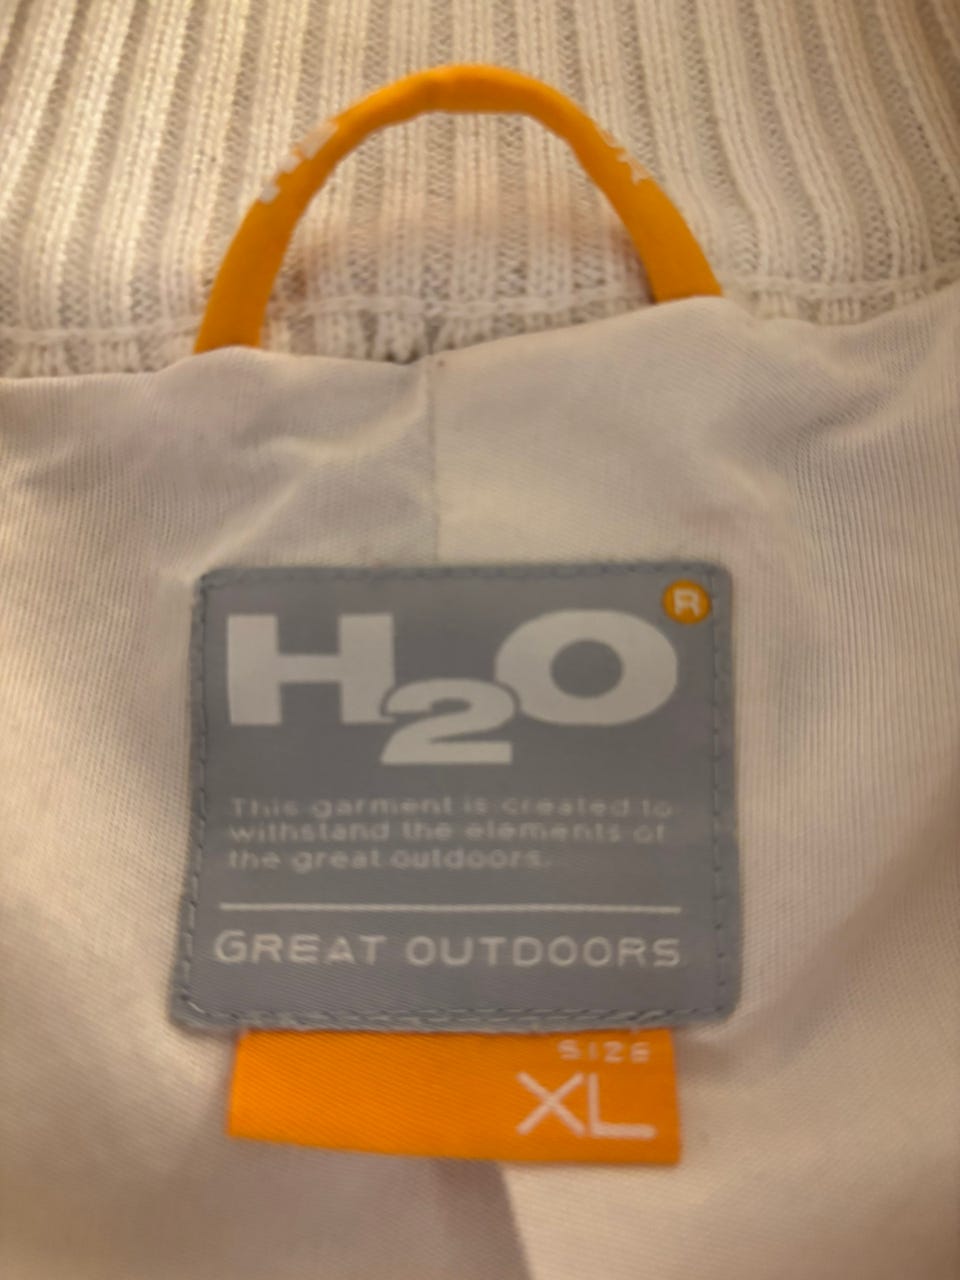 H2O
R
This garment is created to
withstand the elements of
the great outdoors.
GREAT OUTDOORS
SIZE
XL